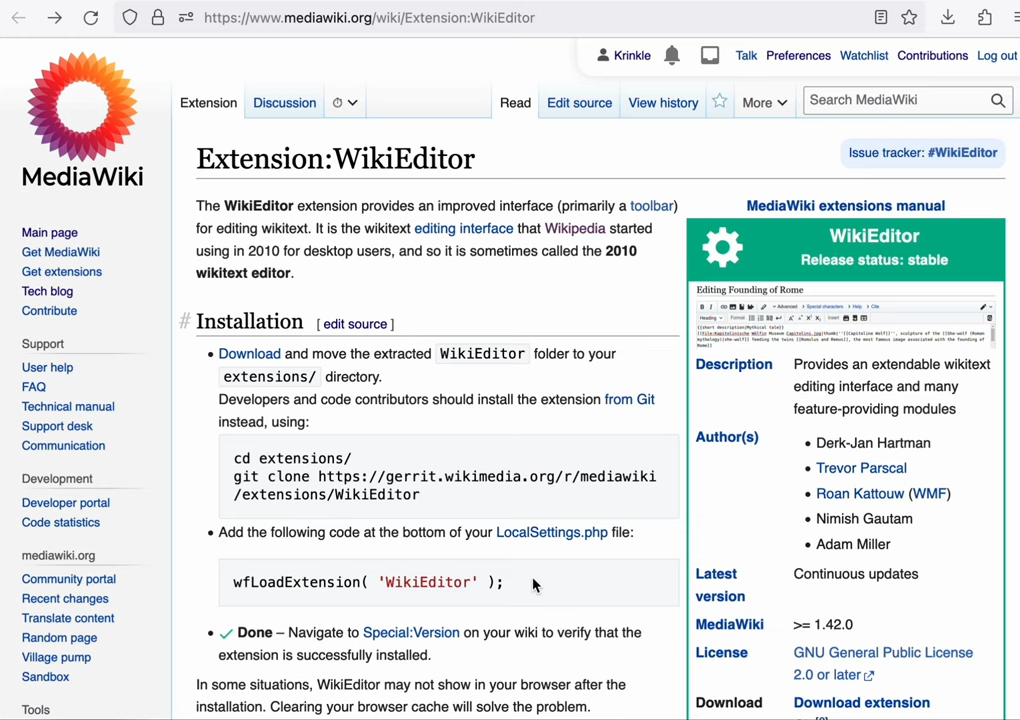 https://www.mediawiki.org/wiki/Extension:WikiEditor
Krinkle
Talk
Preferences
Watchlist
Contributions
Log out
MediaWiki
Extension
Discussion
Read
Edit source
View history
More
Search MediaWiki
Main page
Get MediaWiki
Get extensions
Tech blog
Contribute
Support
User help
FAQ
Technical manual
Support desk
Communication
Development
Developer portal
Code statistics
mediawiki.org
Community portal
Recent changes
Translate content
Random page
Village pump
Sandbox
Tools
Extension:WikiEditor
Issue tracker: #WikiEditor
The WikiEditor extension provides an improved interface (primarily a toolbar)
for editing wikitext. It is the wikitext editing interface that Wikipedia started
using in 2010 for desktop users, and so it is sometimes called the 2010
wikitext editor.
# Installation [ edit source ]
• Download and move the extracted WikiEditor folder to your
extensions/ directory.
Developers and code contributors should install the extension from Git
instead, using:
cd extensions/
git clone https://gerrit.wikimedia.org/r/mediawiki
/extensions/WikiEditor
• Add the following code at the bottom of your LocalSettings.php file:
wfLoadExtension( 'WikiEditor' );
• ✓ Done – Navigate to Special:Version on your wiki to verify that the
extension is successfully installed.
In some situations, WikiEditor may not show in your browser after the
installation. Clearing your browser cache will solve the problem.
MediaWiki extensions manual
WikiEditor
Release status: stable
Editing Founding of Rome
Advanced
Special characters
Help
Cite
Heading
Format
Insert
{{short description|Mythical tale}}
Description
Provides an extendable wikitext
editing interface and many
feature-providing modules
Author(s)
• Derk-Jan Hartman
• Trevor Parscal
• Roan Kattouw (WMF)
• Nimish Gautam
• Adam Miller
Latest
version
Continuous updates
MediaWiki
>= 1.42.0
License
GNU General Public License
2.0 or later
Download
Download extension